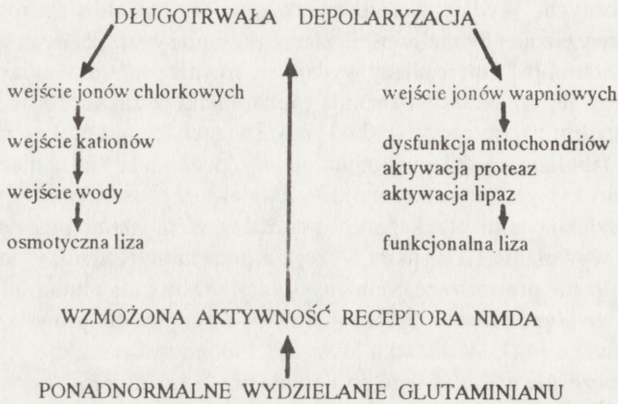 DŁUGOTRWAŁA DEPOLARYZACJA
wejście jonów chlorkowych
wejście kationów
wejście wody
osmotyczna liza
wejście jonów wapniowych
dysfunkcja mitochondriów
aktywacja proteaz
aktywacja lipaz
funkcjonalna liza
WZMOŻONA AKTYWNOŚĆ RECEPTORA NMDA
PONADNORMALNE WYDZIELANIE GLUTAMINIANU